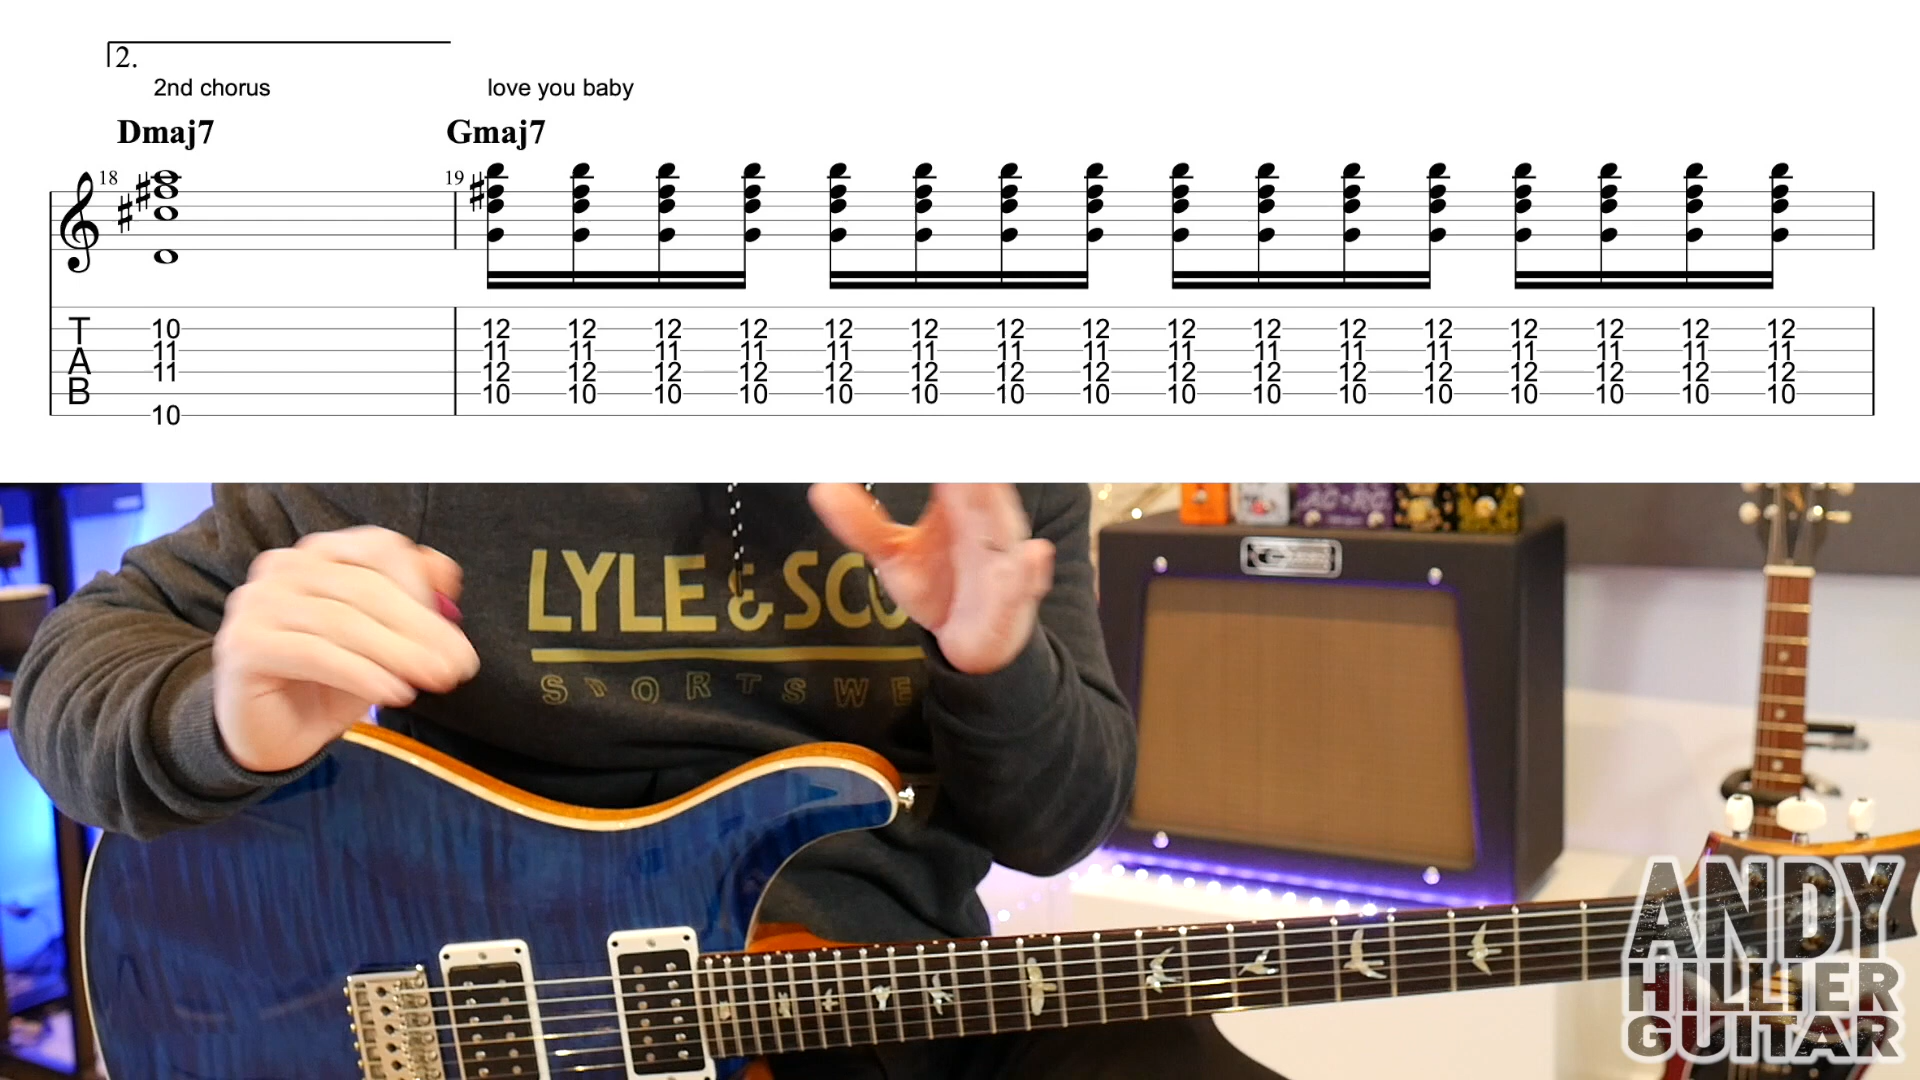 2.
2nd chorus love you baby
Dmaj7 Gmaj7
18 19
T 10 12 12 12 12 12 12 12 12 12 12 12 12 12 12 12 12
A 11 11 11 11 11 11 11 11 11 11 11 11 11 11 11 11 11
11 12 12 12 12 12 12 12 12 12 12 12 12 12 12 12 12
B 10 10 10 10 10 10 10 10 10 10 10 10 10 10 10 10
10
LYLE & SCO
SPORTSWE
AC RC
ANDY
HILLIER
GUITAR